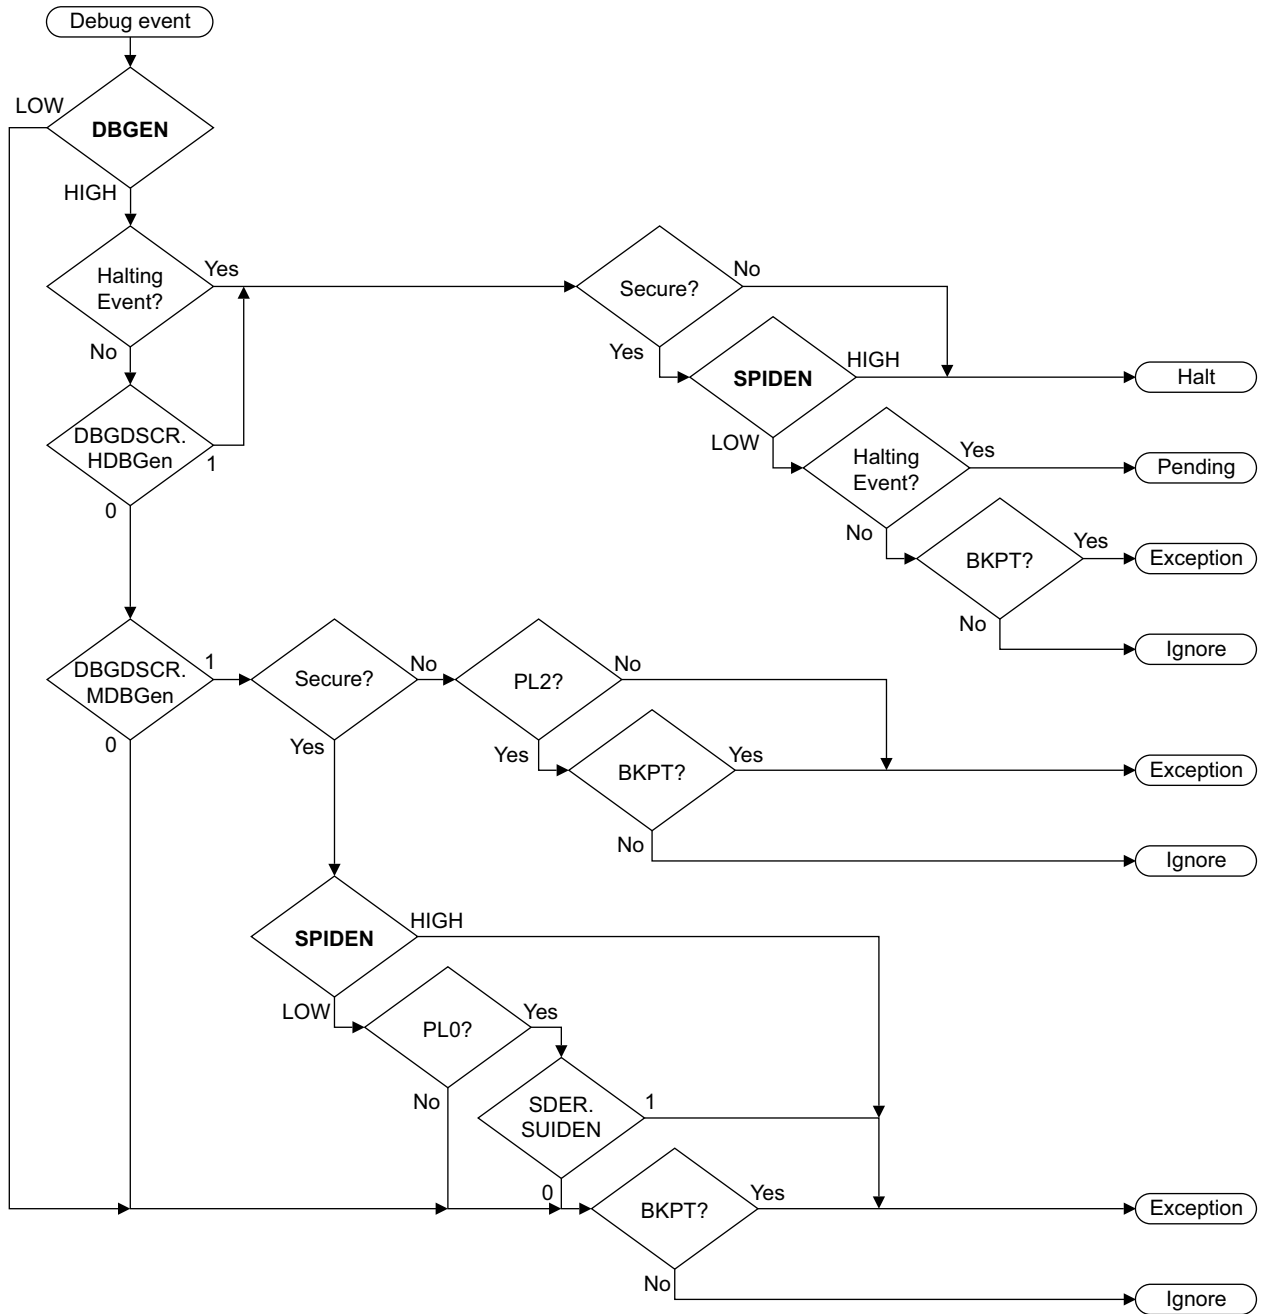 Debug event
LOW
DBGEN
HIGH
Halting
Event?
Yes
No
Secure?
No
Yes
SPIDEN
HIGH
Halt
LOW
DBGDSCR.
HDBGen
1
0
Halting
Event?
Yes
Pending
No
BKPT?
Yes
Exception
No
Ignore
DBGDSCR.
MDBGen
1
0
Secure?
No
Yes
PL2?
No
Yes
BKPT?
Yes
Exception
No
Ignore
SPIDEN
HIGH
LOW
PL0?
Yes
No
SDER.
SUIDEN
1
0
BKPT?
Yes
Exception
No
Ignore